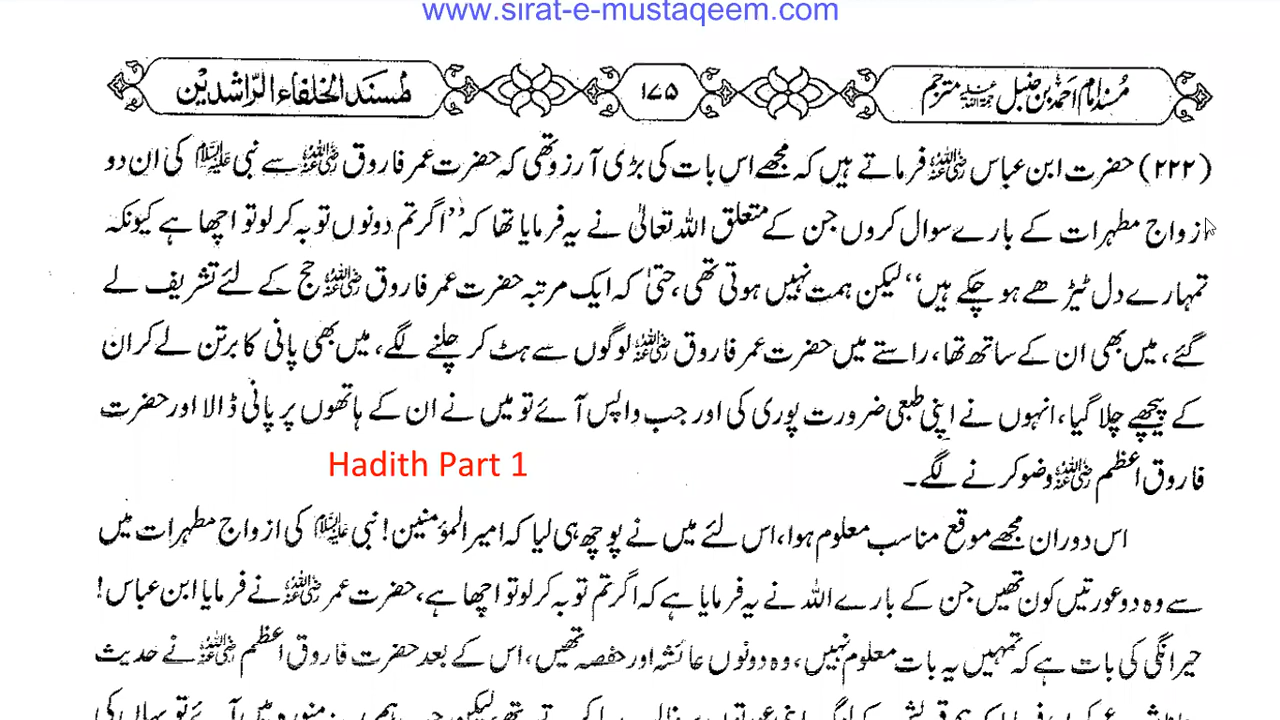 www.sirat-e-mustaqeem.com
مُسند امام احمد بن حنبل رحمۃ اللہ علیہ مترجم ۱۷۵ مُسنَد الخلفاء الرّاشدین
(۲۲۲) حضرت ابن عباس رضی اللہ عنہ فرماتے ہیں کہ مجھے اس بات کی بڑی آرزو تھی کہ حضرت عمر فاروق رضی اللہ عنہ سے نبی علیہ السلام کی ان دو
ازواج مطہرات کے بارے سوال کروں جن کے متعلق اللہ تعالیٰ نے یہ فرمایا تھا کہ ’’اگر تم دونوں توبہ کر لو تو اچھا ہے کیونکہ
تمہارے دل ٹیڑھے ہو چکے ہیں‘‘ لیکن ہمت نہیں ہوتی تھی، حتیٰ کہ ایک مرتبہ حضرت عمر فاروق رضی اللہ عنہ حج کے لئے تشریف لے
گئے، میں بھی ان کے ساتھ تھا، راستے میں حضرت عمر فاروق رضی اللہ عنہ لوگوں سے ہٹ کر چلنے لگے، میں بھی پانی کا برتن لے کر ان
کے پیچھے چلا گیا، انہوں نے اپنی طبعی ضرورت پوری کی اور جب واپس آئے تو میں نے ان کے ہاتھوں پر پانی ڈالا اور حضرت
فاروق اعظم رضی اللہ عنہ وضو کرنے لگے۔
Hadith Part 1
اس دوران مجھے موقع مناسب معلوم ہوا، اس لئے میں نے پوچھ ہی لیا کہ امیر المؤمنین! نبی علیہ السلام کی ازواج مطہرات میں
سے وہ دو عورتیں کون تھیں جن کے بارے اللہ نے یہ فرمایا ہے کہ اگر تم توبہ کر لو تو اچھا ہے، حضرت عمر رضی اللہ عنہ نے فرمایا ابن عباس!
حیرانگی کی بات ہے کہ تمہیں یہ بات معلوم نہیں، وہ دونوں عائشہ اور حفصہ تھیں، اس کے بعد حضرت فاروق اعظم رضی اللہ عنہ نے حدیث